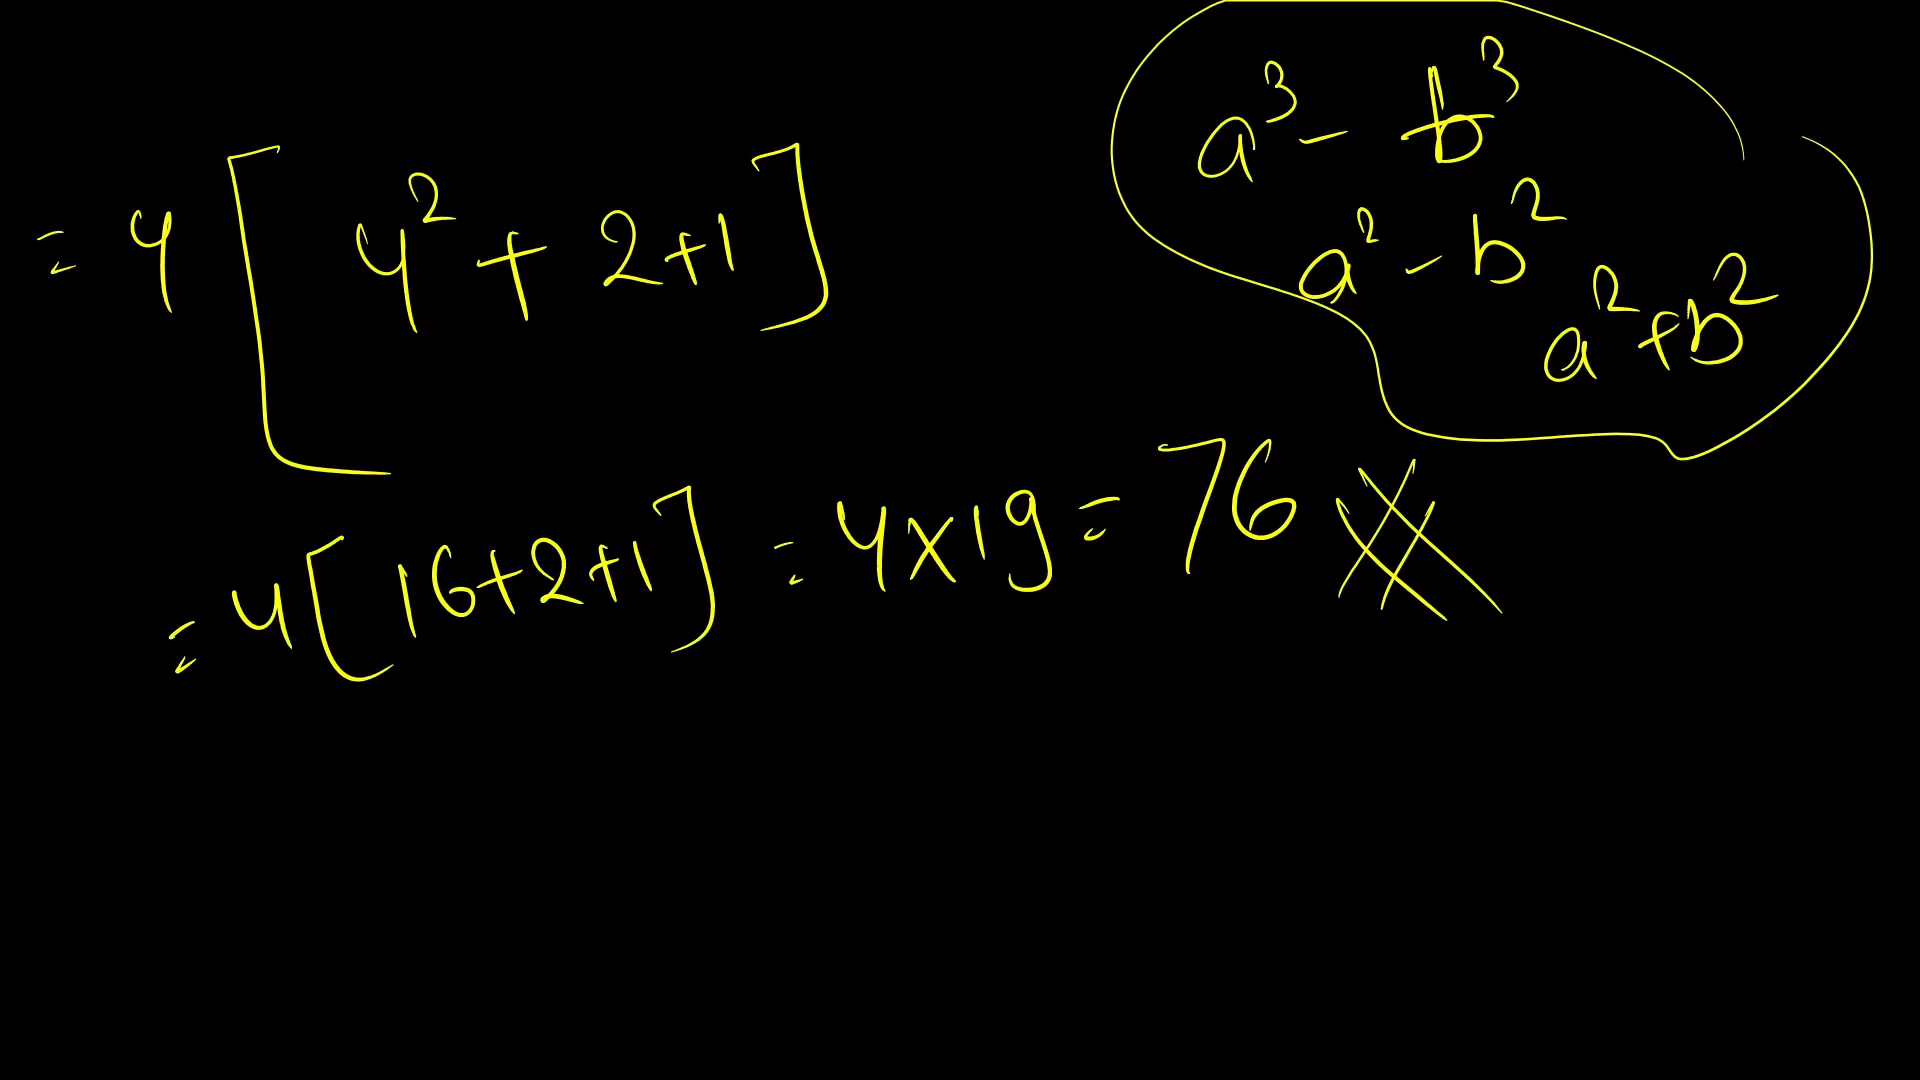 = 4 [ 4² + 2+1 ]
a³ - b³
a² - b²
a² + b²
= 4 [ 16+2+1 ] = 4×19 = 76